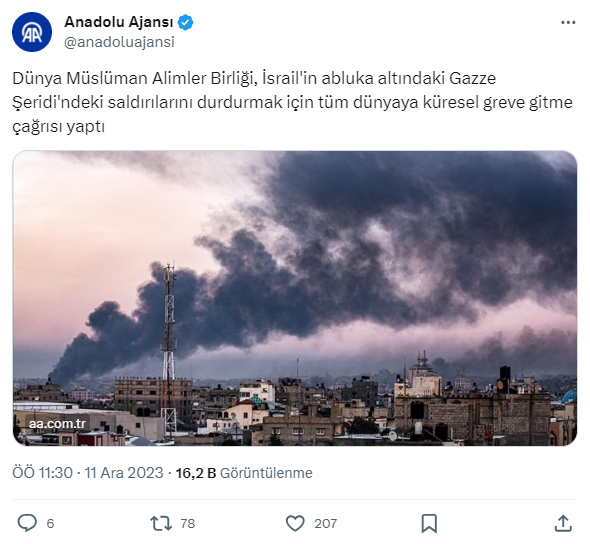 Anadolu Ajansı
@anadoluajansi
Dünya Müslüman Alimler Birliği, İsrail'in abluka altındaki Gazze
Şeridi'ndeki saldırılarını durdurmak için tüm dünyaya küresel greve gitme
çağrısı yaptı
aa.com.tr
ÖÖ 11:30 · 11 Ara 2023 · 16,2 B Görüntülenme
6 78 207